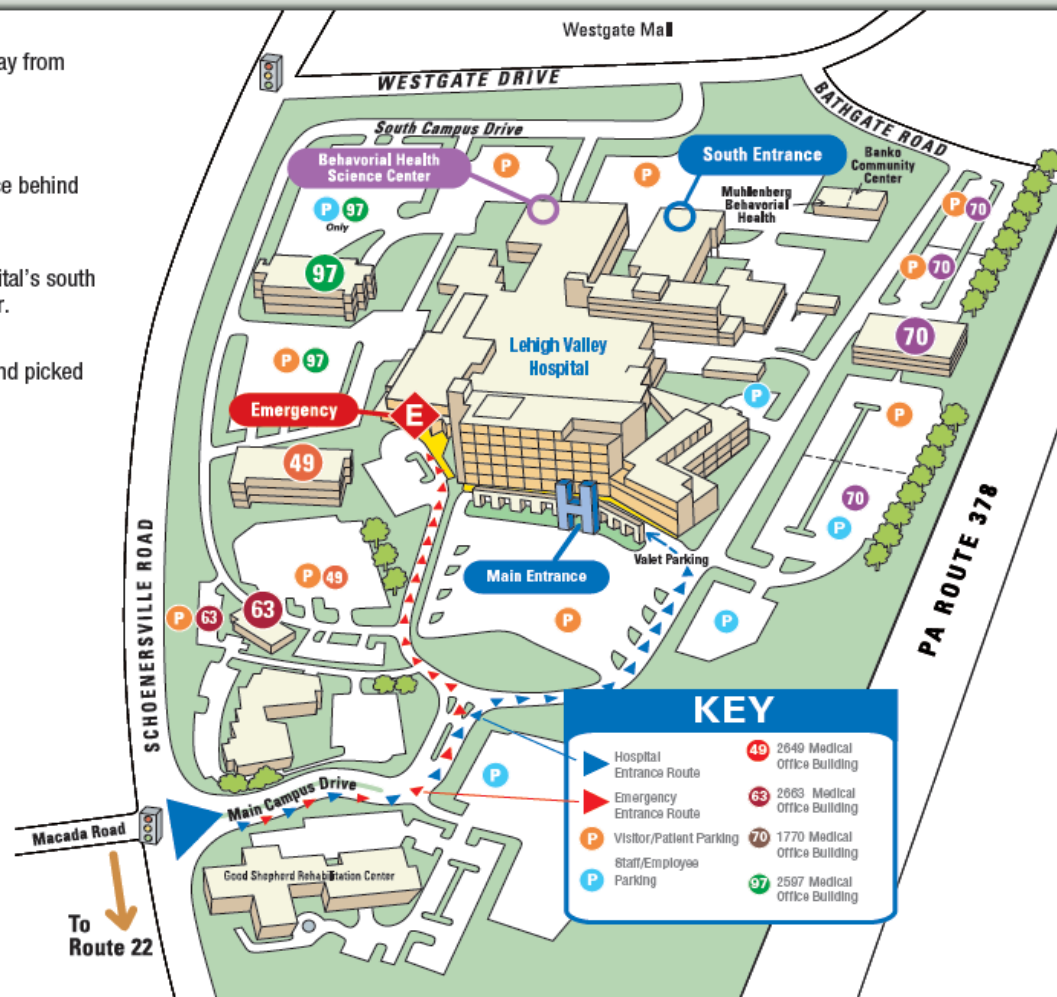 Westgate Mall
ay from
WESTGATE DRIVE
BATHGATE ROAD
South Campus Drive
Behavorial Health
Science Center
P
P
South Entrance
Banko
Community
Center
ce behind
Muhlenberg
Behavorial
Health
P 97
Only
P 70
97
P 70
ital's south
r.
70
Lehigh Valley
Hospital
P 97
nd picked
P
Emergency
E
P
49
70
P
H
Valet Parking
Main Entrance
P 49
P 63
63
P
P
SCHOENERSVILLE ROAD
PA ROUTE 378
P
Main Campus Drive
Macada Road
Good Shepherd Rehabilitation Center
To
Route 22
KEY
Hospital
Entrance Route
Emergency
Entrance Route
P Visitor/Patient Parking
P Staff/Employee
Parking
49 2649 Medical
Office Building
63 2663 Medical
Office Building
70 1770 Medical
Office Building
97 2597 Medical
Office Building